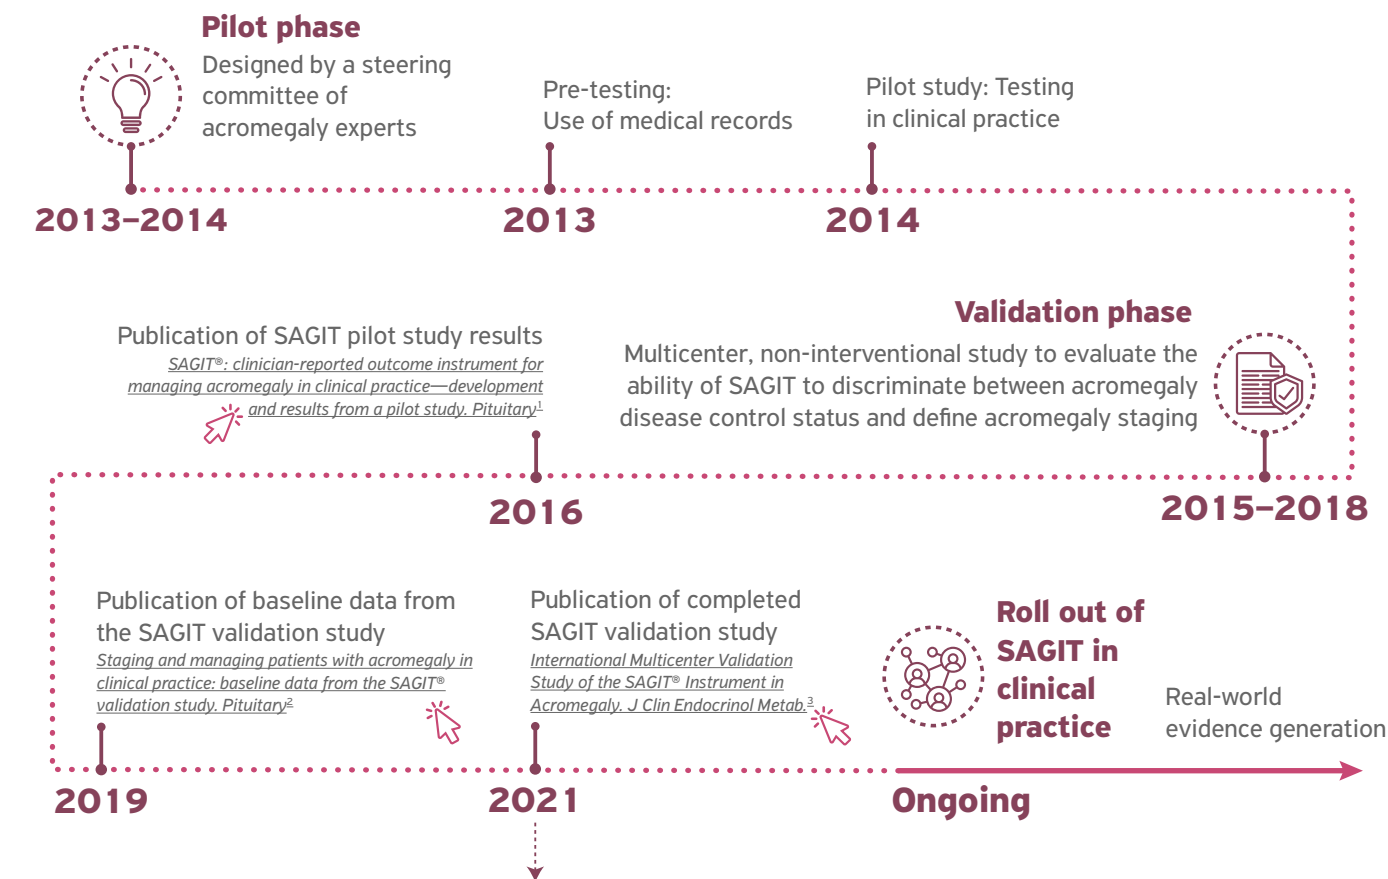 Pilot phase
Designed by a steering
committee of
acromegaly experts
2013–2014
Pre-testing:
Use of medical records
2013
Pilot study: Testing
in clinical practice
2014
Validation phase
Multicenter, non-interventional study to evaluate the
ability of SAGIT to discriminate between acromegaly
disease control status and define acromegaly staging
2015–2018
Publication of SAGIT pilot study results
SAGIT®: clinician-reported outcome instrument for
managing acromegaly in clinical practice—development
and results from a pilot study. Pituitary1
2016
Publication of baseline data from
the SAGIT validation study
Staging and managing patients with acromegaly in
clinical practice: baseline data from the SAGIT®
validation study. Pituitary2
2019
Publication of completed
SAGIT validation study
International Multicenter Validation
Study of the SAGIT® Instrument in
Acromegaly. J Clin Endocrinol Metab.3
2021
Roll out of
SAGIT in
clinical
practice
Real-world
evidence generation
Ongoing